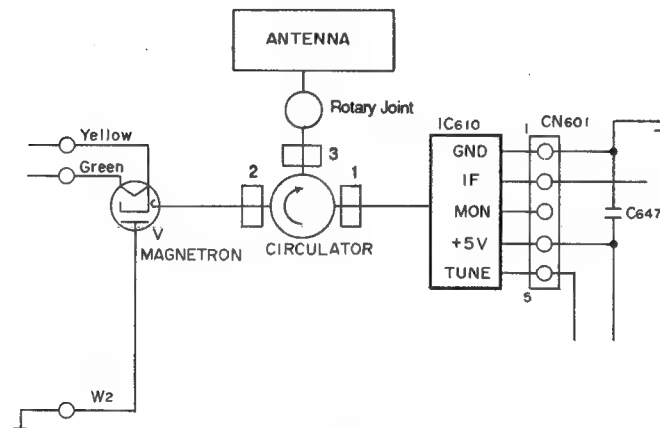 ANTENNA
Rotary Joint
Yellow
Green
2
3
1
V
MAGNETRON
CIRCULATOR
IC610
GND
IF
MON
+5V
TUNE
1
CN601
5
C647
W2